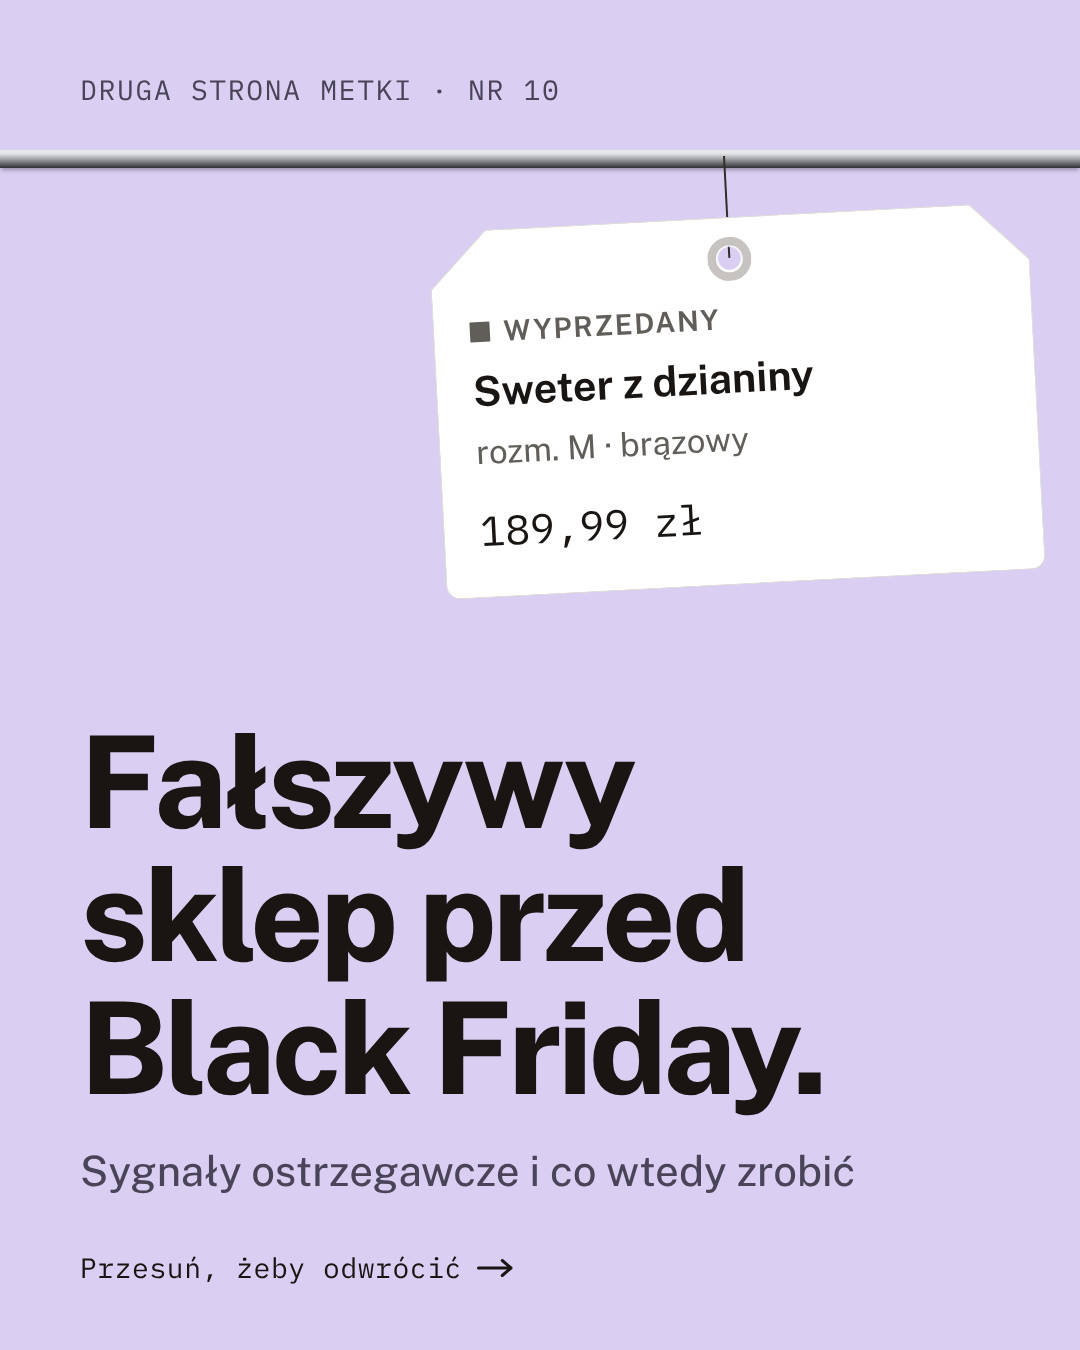 DRUGA STRONA METKI · NR 10
WYPRZEDANY
Sweter z dzianiny
rozm. M · brązowy
189,99 zł
Fałszywy
sklep przed
Black Friday.
Sygnały ostrzegawcze i co wtedy zrobić
Przesuń, żeby odwrócić →